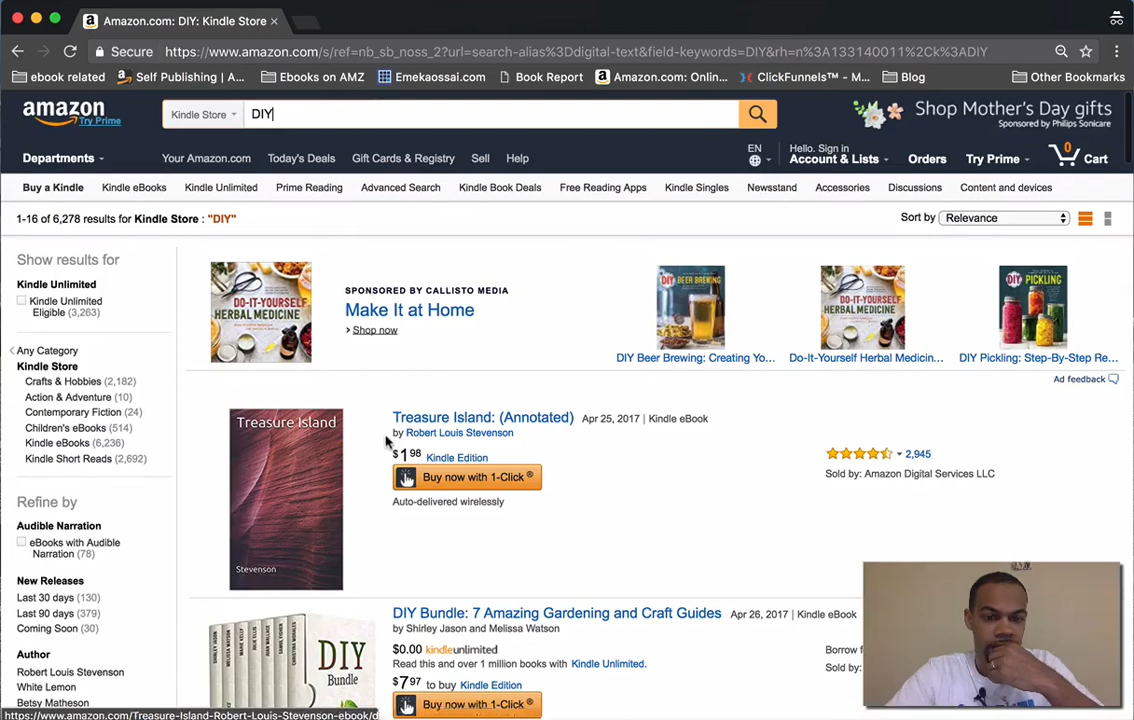 Amazon.com: DIY: Kindle Store
Secure
https://www.amazon.com/s/ref=nb_sb_noss_2?url=search-alias%3Ddigital-text&field-keywords=DIY&rh=n%3A133140011%2Ck%3ADIY
ebook related
Self Publishing | A...
Ebooks on AMZ
Emekaossai.com
Book Report
Amazon.com: Onlin...
ClickFunnels™ - M...
Blog
Other Bookmarks
amazon
Try Prime
Kindle Store
DIY
Shop Mother's Day gifts
Sponsored by Philips Sonicare
Departments
Your Amazon.com
Today's Deals
Gift Cards & Registry
Sell
Help
EN
Hello. Sign in
Account & Lists
Orders
Try Prime
0
Cart
Buy a Kindle
Kindle eBooks
Kindle Unlimited
Prime Reading
Advanced Search
Kindle Book Deals
Free Reading Apps
Kindle Singles
Newsstand
Accessories
Discussions
Content and devices
1-16 of 6,278 results for Kindle Store : "DIY"
Sort by
Relevance
Show results for
Kindle Unlimited
Kindle Unlimited
Eligible (3,263)
Any Category
Kindle Store
Crafts & Hobbies (2,182)
Action & Adventure (10)
Contemporary Fiction (24)
Children's eBooks (514)
Kindle eBooks (6,236)
Kindle Short Reads (2,692)
Refine by
Audible Narration
eBooks with Audible
Narration (78)
New Releases
Last 30 days (130)
Last 90 days (379)
Coming Soon (30)
Author
Robert Louis Stevenson
White Lemon
Betsy Matheson
DO-IT-YOURSELF
HERBAL MEDICINE
SPONSORED BY CALLISTO MEDIA
Make It at Home
Shop now
DIY BEER BREWING
DIY Beer Brewing: Creating Yo...
DO-IT-YOURSELF
HERBAL MEDICINE
Do-It-Yourself Herbal Medicin...
DIY PICKLING
DIY Pickling: Step-By-Step Re...
Ad feedback
Treasure Island
Stevenson
Treasure Island: (Annotated) Apr 25, 2017 | Kindle eBook
by Robert Louis Stevenson
$1.98 Kindle Edition
Buy now with 1-Click ®
Auto-delivered wirelessly
2,945
Sold by: Amazon Digital Services LLC
DIY
Bundle
DIY Bundle: 7 Amazing Gardening and Craft Guides Apr 26, 2017 | Kindle eBook
by Shirley Jason and Melissa Watson
$0.00 kindleunlimited
Read this and over 1 million books with Kindle Unlimited.
$7.97 to buy Kindle Edition
Buy now with 1-Click ®
Borrow
Sold by:
https://www.amazon.com/Treasure-Island-Robert-Louis-Stevenson-ebook/d